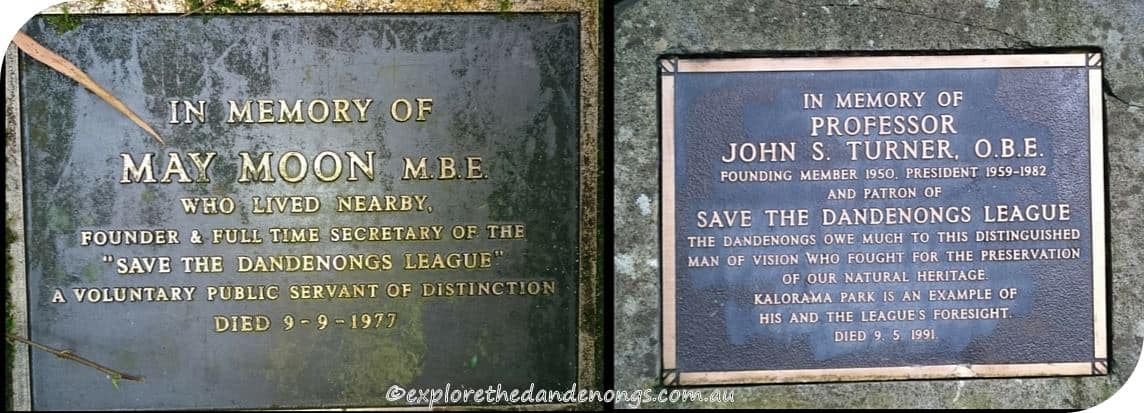 IN MEMORY OF
MAY MOON M.B.E.
WHO LIVED NEARBY,
FOUNDER & FULL TIME SECRETARY OF THE
"SAVE THE DANDENONGS LEAGUE"
A VOLUNTARY PUBLIC SERVANT OF DISTINCTION
DIED 9-9-1977
IN MEMORY OF
PROFESSOR
JOHN S. TURNER, O.B.E.
FOUNDING MEMBER 1950, PRESIDENT 1959-1982
AND PATRON OF
SAVE THE DANDENONGS LEAGUE
THE DANDENONGS OWE MUCH TO THIS DISTINGUISHED
MAN OF VISION WHO FOUGHT FOR THE PRESERVATION
OF OUR NATURAL HERITAGE.
KALORAMA PARK IS AN EXAMPLE OF
HIS AND THE LEAGUE'S FORESIGHT.
DIED 9. 5. 1991.
©explorethedandenongs.com.au